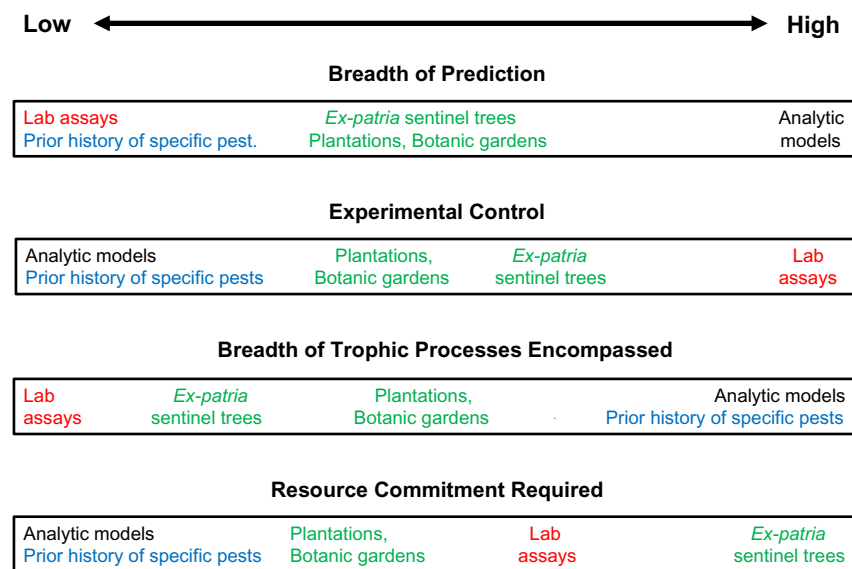 Low High
Breadth of Prediction
Lab assays Ex-patria sentinel trees Analytic
Prior history of specific pest. Plantations, Botanic gardens models
Experimental Control
Analytic models Plantations, Ex-patria Lab
Prior history of specific pests Botanic gardens sentinel trees assays
Breadth of Trophic Processes Encompassed
Lab Ex-patria Plantations, Analytic models
assays sentinel trees Botanic gardens Prior history of specific pests
Resource Commitment Required
Analytic models Plantations, Lab Ex-patria
Prior history of specific pests Botanic gardens assays sentinel trees